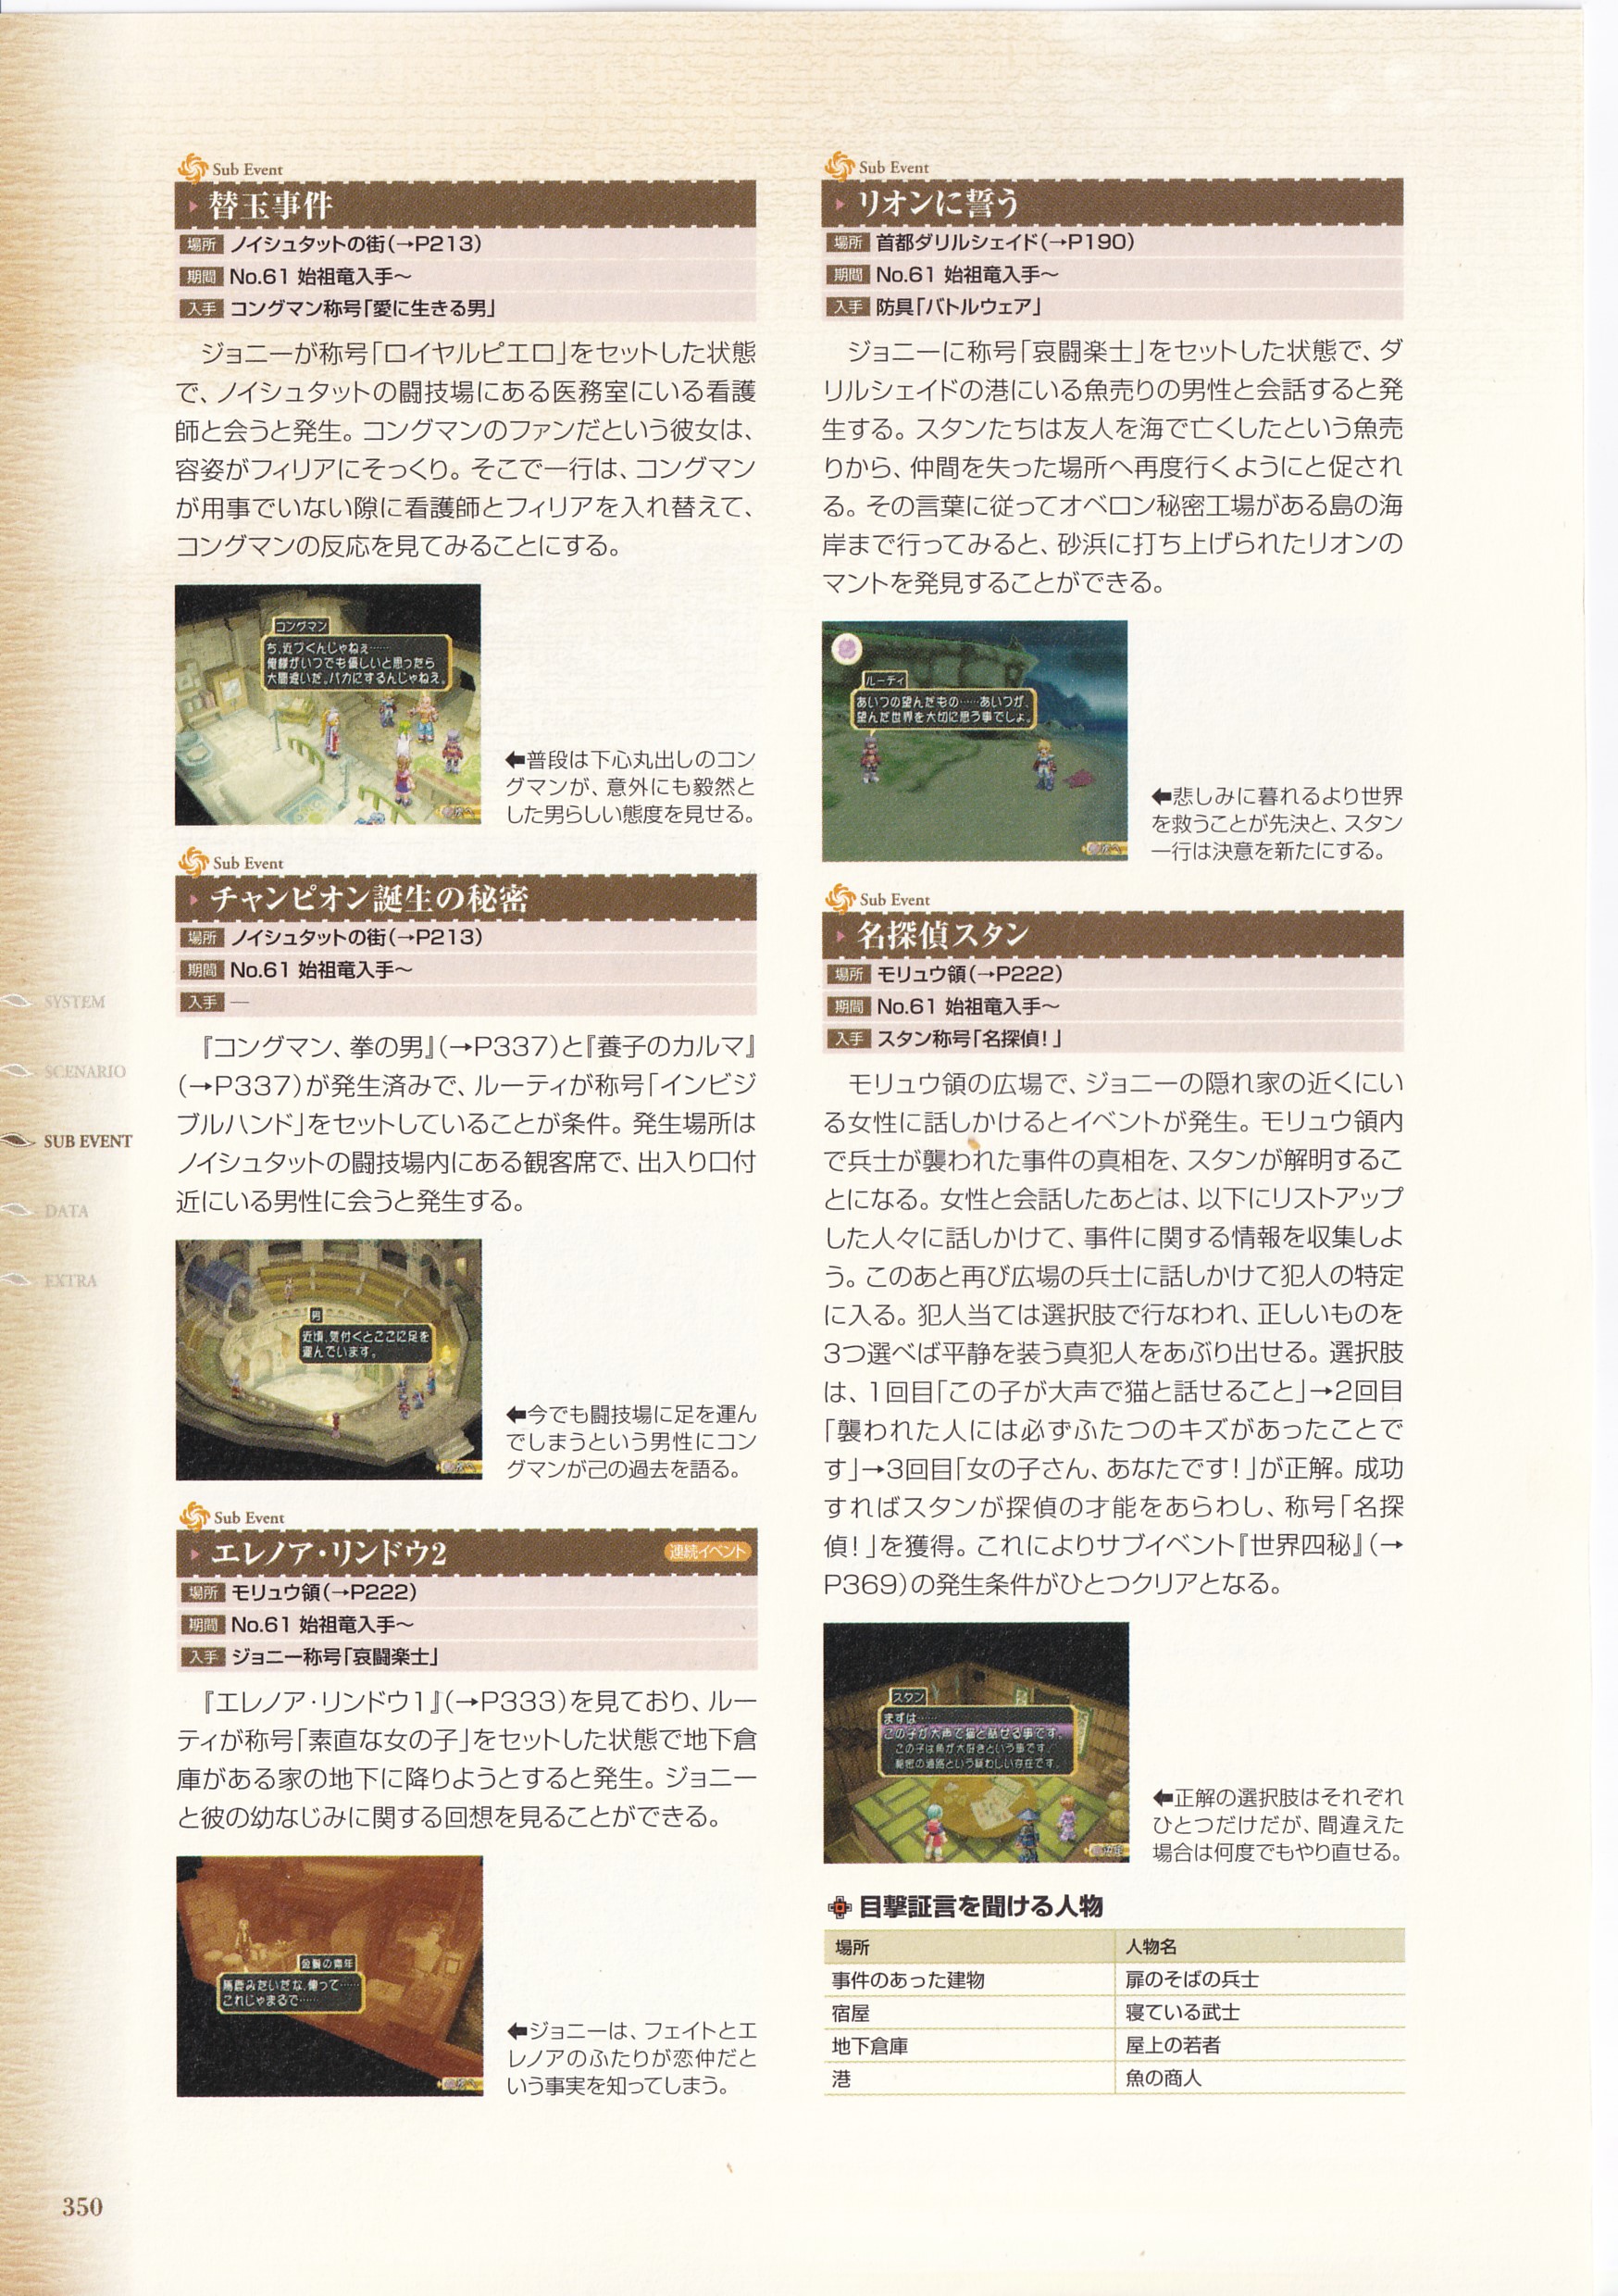 Sub Event
替玉事件
場所 ノイシュタットの街(→P213)
期間 No.61 始祖竜入手〜
入手 コングマン称号「愛に生きる男」
ジョニーが称号「ロイヤルピエロ」をセットした状態
で、ノイシュタットの闘技場にある医務室にいる看護
師と会うと発生。コングマンのファンだという彼女は、
容姿がフィリアにそっくり。そこで一行は、コングマン
が用事でいない隙に看護師とフィリアを入れ替えて、
コングマンの反応を見てみることにする。
コングマン
ち、近づくんじゃねぇ……
俺様がいつでも優しいと思ったら
大間違いだ。バカにするんじゃねえ。
←普段は下心丸出しのコン
グマンが、意外にも毅然と
した男らしい態度を見せる。
Sub Event
チャンピオン誕生の秘密
場所 ノイシュタットの街(→P213)
期間 No.61 始祖竜入手〜
入手 —
『コングマン、拳の男』(→P337)と『養子のカルマ』
(→P337)が発生済みで、ルーティが称号「インビジ
ブルハンド」をセットしていることが条件。発生場所は
ノイシュタットの闘技場内にある観客席で、出入り口付
近にいる男性に会うと発生する。
男
近頃、気付くとここに足を
運んでいます。
←今でも闘技場に足を運ん
でしまうという男性にコン
グマンが己の過去を語る。
Sub Event
エレノア・リンドウ2 連続イベント
場所 モリュウ領(→P222)
期間 No.61 始祖竜入手〜
入手 ジョニー称号「哀闘楽士」
『エレノア・リンドウ1』(→P333)を見ており、ルー
ティが称号「素直な女の子」をセットした状態で地下倉
庫がある家の地下に降りようとすると発生。ジョニー
と彼の幼なじみに関する回想を見ることができる。
金髪の青年
馬鹿みたいだな、俺って……
これじゃまるで……
←ジョニーは、フェイトとエ
レノアのふたりが恋仲だと
いう事実を知ってしまう。
Sub Event
リオンに誓う
場所 首都ダリルシェイド(→P190)
期間 No.61 始祖竜入手〜
入手 防具「バトルウェア」
ジョニーに称号「哀闘楽士」をセットした状態で、ダ
リルシェイドの港にいる魚売りの男性と会話すると発
生する。スタンたちは友人を海で亡くしたという魚売
りから、仲間を失った場所へ再度行くようにと促され
る。その言葉に従ってオベロン秘密工場がある島の海
岸まで行ってみると、砂浜に打ち上げられたリオンの
マントを発見することができる。
ルーティ
あいつの望んだもの……あいつが、
望んだ世界を大切に思う事でしょ。
←悲しみに暮れるより世界
を救うことが先決と、スタン
一行は決意を新たにする。
Sub Event
名探偵スタン
場所 モリュウ領(→P222)
期間 No.61 始祖竜入手〜
入手 スタン称号「名探偵！」
モリュウ領の広場で、ジョニーの隠れ家の近くにい
る女性に話しかけるとイベントが発生。モリュウ領内
で兵士が襲われた事件の真相を、スタンが解明するこ
とになる。女性と会話したあとは、以下にリストアップ
した人々に話しかけて、事件に関する情報を収集しよ
う。このあと再び広場の兵士に話しかけて犯人の特定
に入る。犯人当ては選択肢で行なわれ、正しいものを
3つ選べば平静を装う真犯人をあぶり出せる。選択肢
は、1回目「この子が大声で猫と話せること」→2回目
「襲われた人には必ずふたつのキズがあったことで
す」→3回目「女の子さん、あなたです！」が正解。成功
すればスタンが探偵の才能をあらわし、称号「名探
偵！」を獲得。これによりサブイベント『世界四秘』(→
P369)の発生条件がひとつクリアとなる。
スタン
まずは……
この子が大声で猫と話せる事です。
この子は魚が大好きという事です。
秘密の通路という疑わしい存在です。
←正解の選択肢はそれぞれ
ひとつだけだが、間違えた
場合は何度でもやり直せる。
目撃証言を聞ける人物
場所 人物名
事件のあった建物 扉のそばの兵士
宿屋 寝ている武士
地下倉庫 屋上の若者
港 魚の商人
SYSTEM
SCENARIO
SUB EVENT
DATA
EXTRA
350